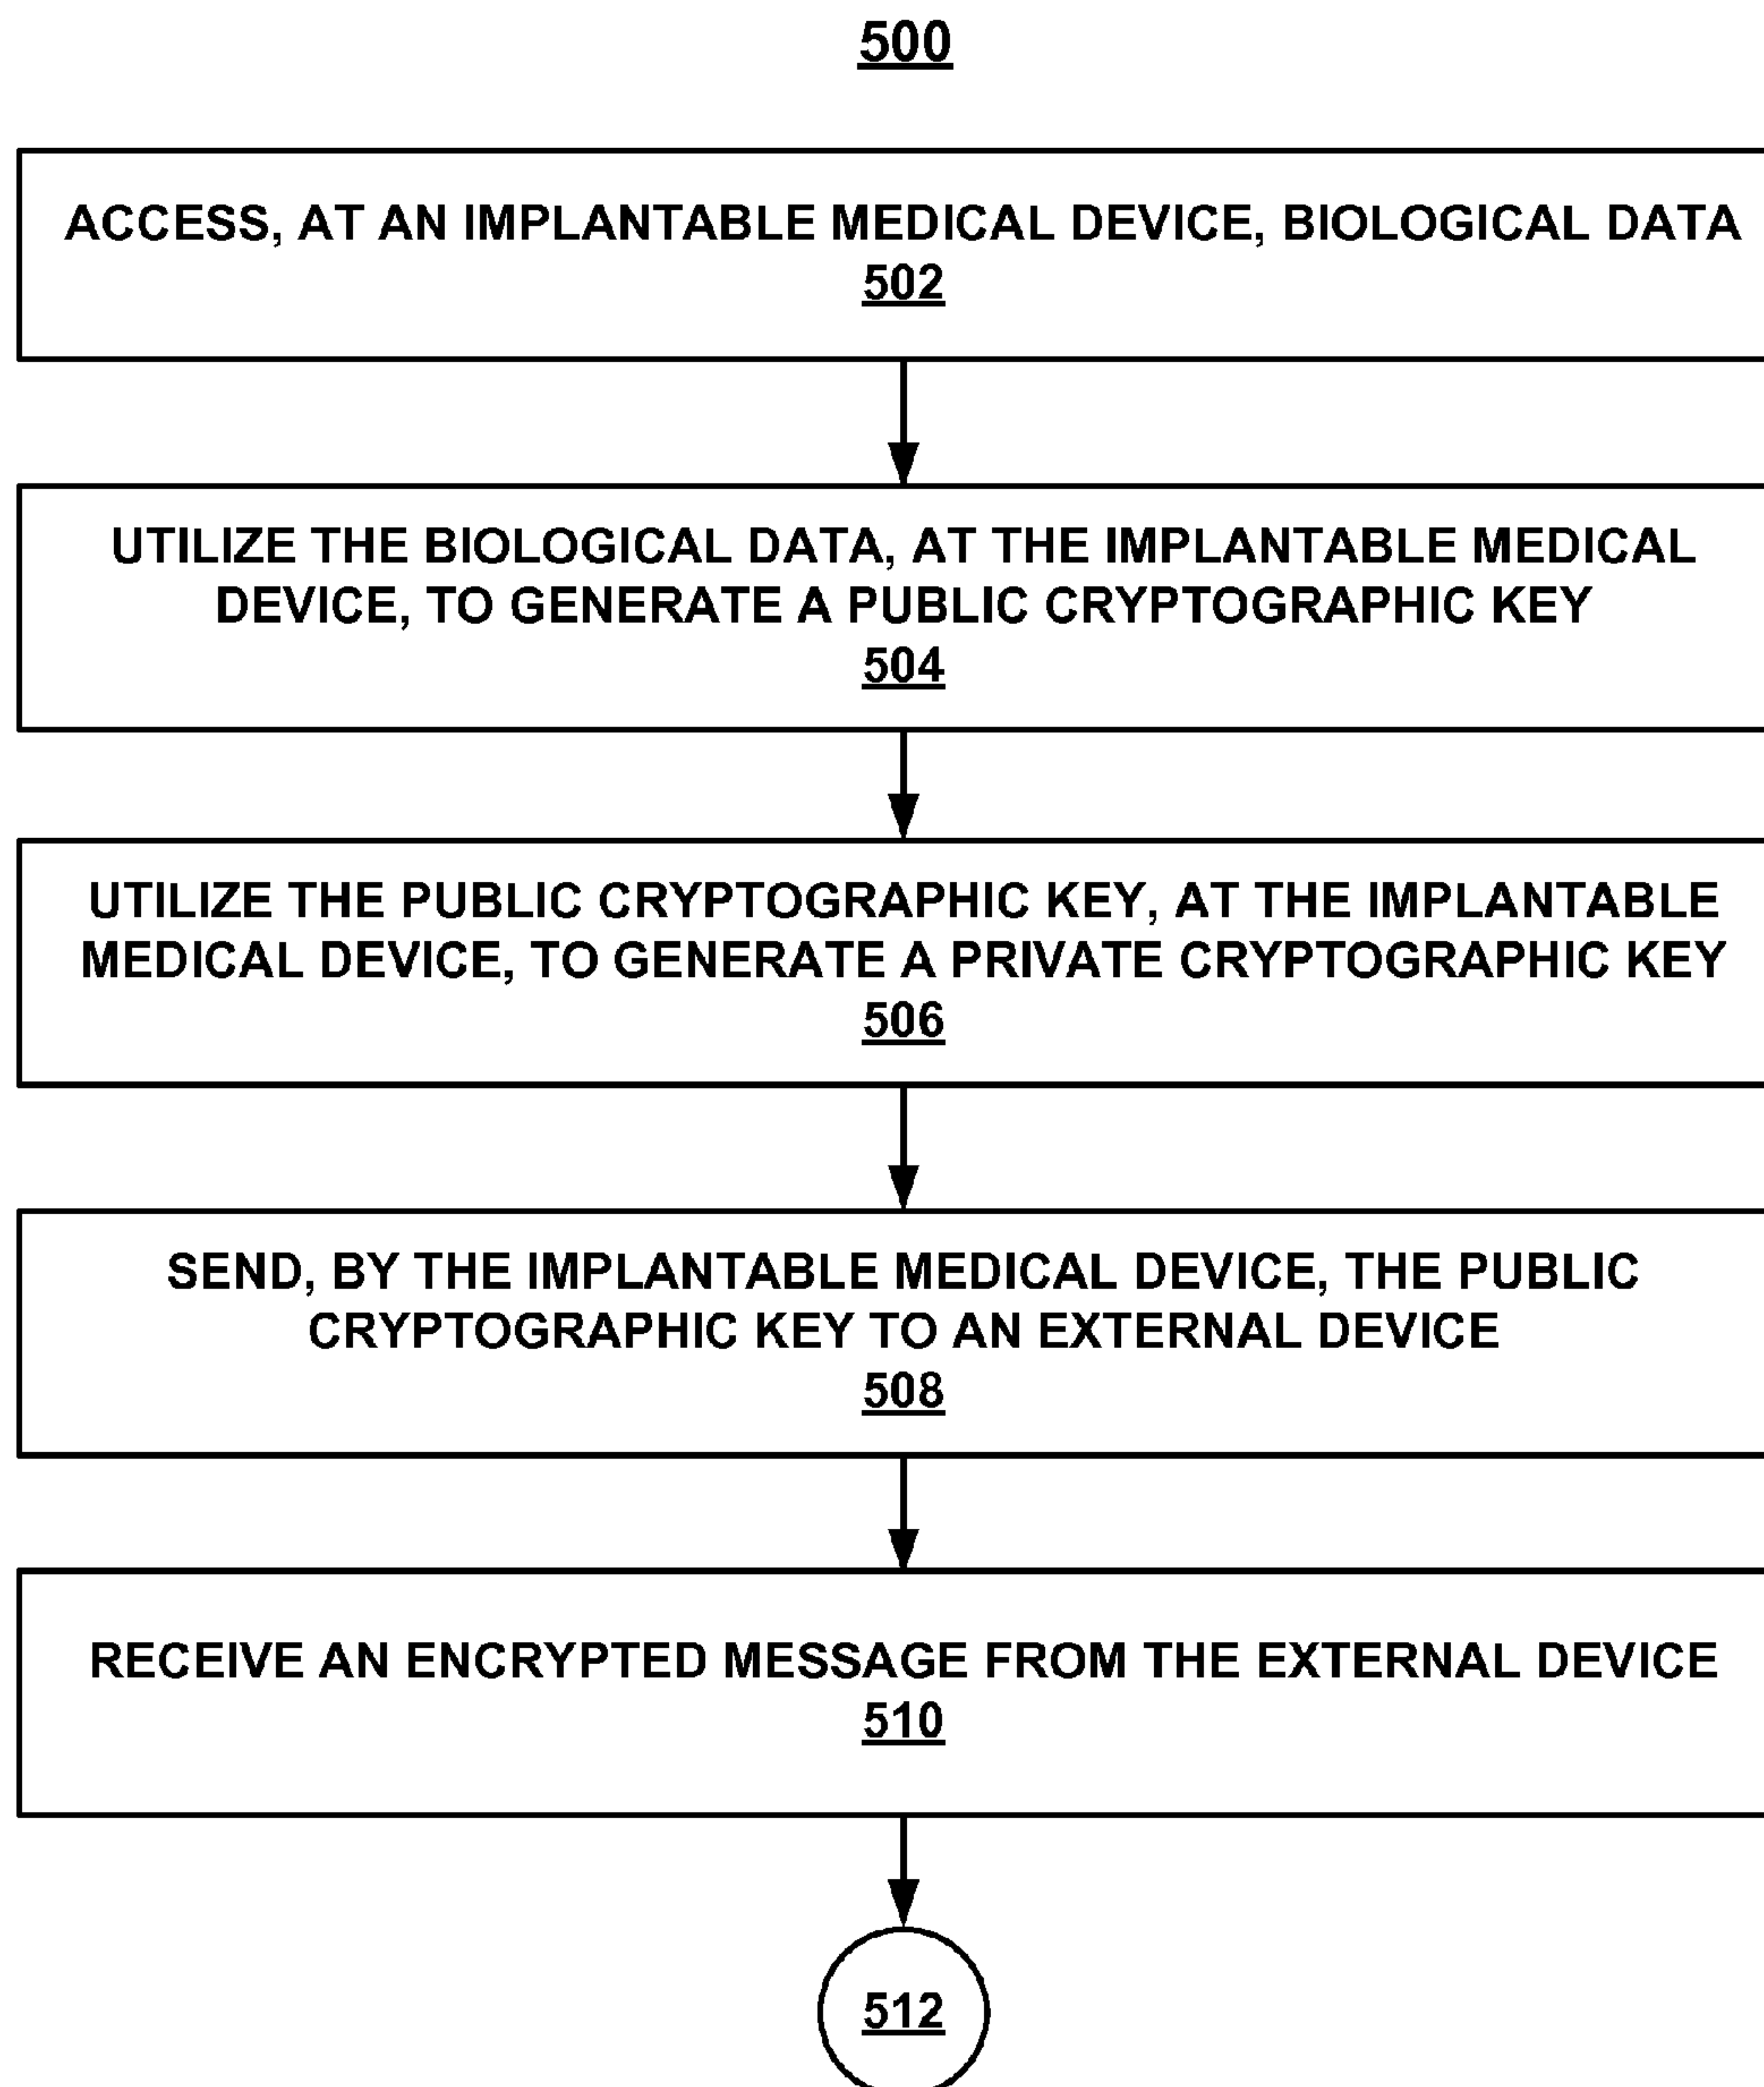 500
ACCESS, AT AN IMPLANTABLE MEDICAL DEVICE, BIOLOGICAL DATA
502
UTILIZE THE BIOLOGICAL DATA, AT THE IMPLANTABLE MEDICAL
DEVICE, TO GENERATE A PUBLIC CRYPTOGRAPHIC KEY
504
UTILIZE THE PUBLIC CRYPTOGRAPHIC KEY, AT THE IMPLANTABLE
MEDICAL DEVICE, TO GENERATE A PRIVATE CRYPTOGRAPHIC KEY
506
SEND, BY THE IMPLANTABLE MEDICAL DEVICE, THE PUBLIC
CRYPTOGRAPHIC KEY TO AN EXTERNAL DEVICE
508
RECEIVE AN ENCRYPTED MESSAGE FROM THE EXTERNAL DEVICE
510
512